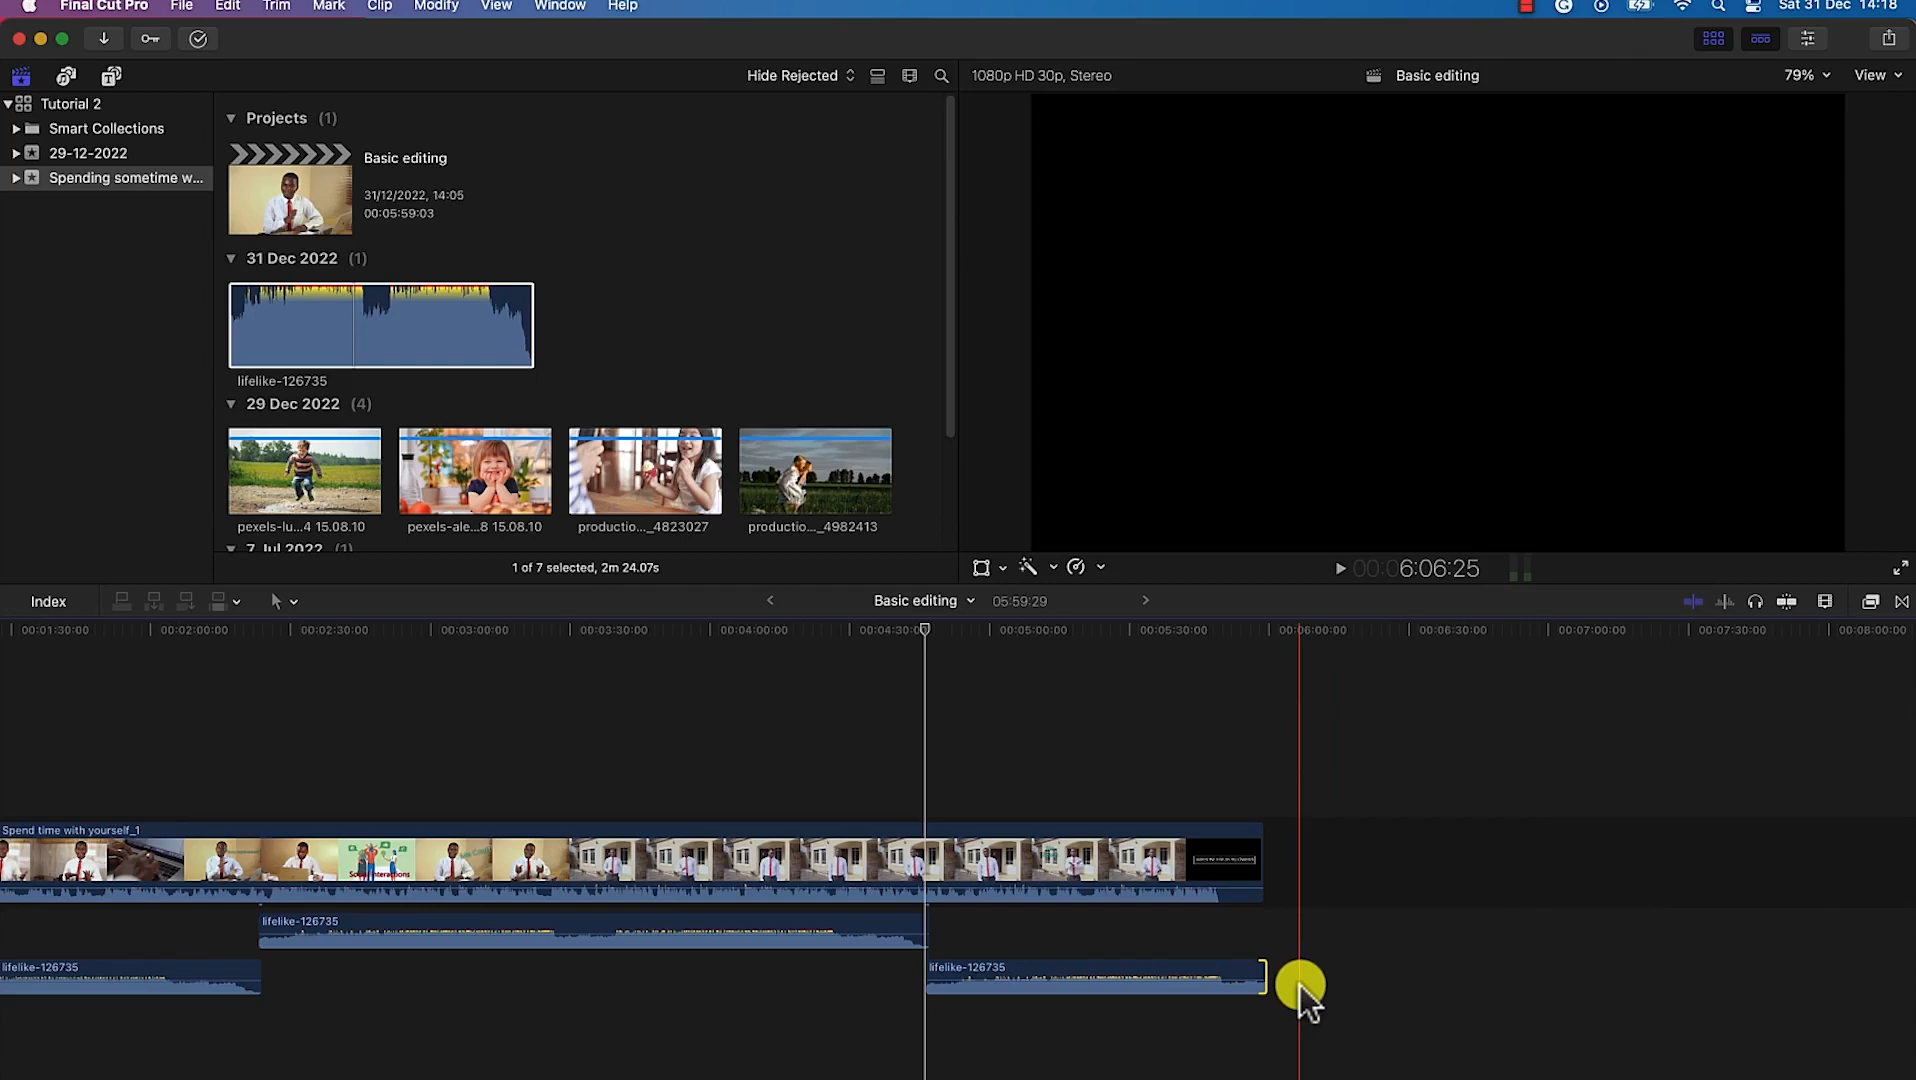 Final Cut Pro File Edit Trim Mark Clip Modify View Window Help Sat 31 Dec 14:18
Hide Rejected 1080p HD 30p, Stereo Basic editing 79% View
Tutorial 2
Smart Collections
29-12-2022
Spending sometime w...
Projects (1)
Basic editing
31/12/2022, 14:05
00:05:59:03
31 Dec 2022 (1)
lifelike-126735
29 Dec 2022 (4)
pexels-lu...4 15.08.10 pexels-ale...8 15.08.10 productio..._4823027 productio..._4982413
7 Jul 2022 (1)
1 of 7 selected, 2m 24.07s
00:06:06:25
Index Basic editing 05:59:29
00:01:30:00 00:02:00:00 00:02:30:00 00:03:00:00 00:03:30:00 00:04:00:00 00:04:30:00 00:05:00:00 00:05:30:00 00:06:00:00 00:06:30:00 00:07:00:00 00:07:30:00 00:08:00:00
Spend time with yourself_1
Social Interactions
lifelike-126735
lifelike-126735 lifelike-126735